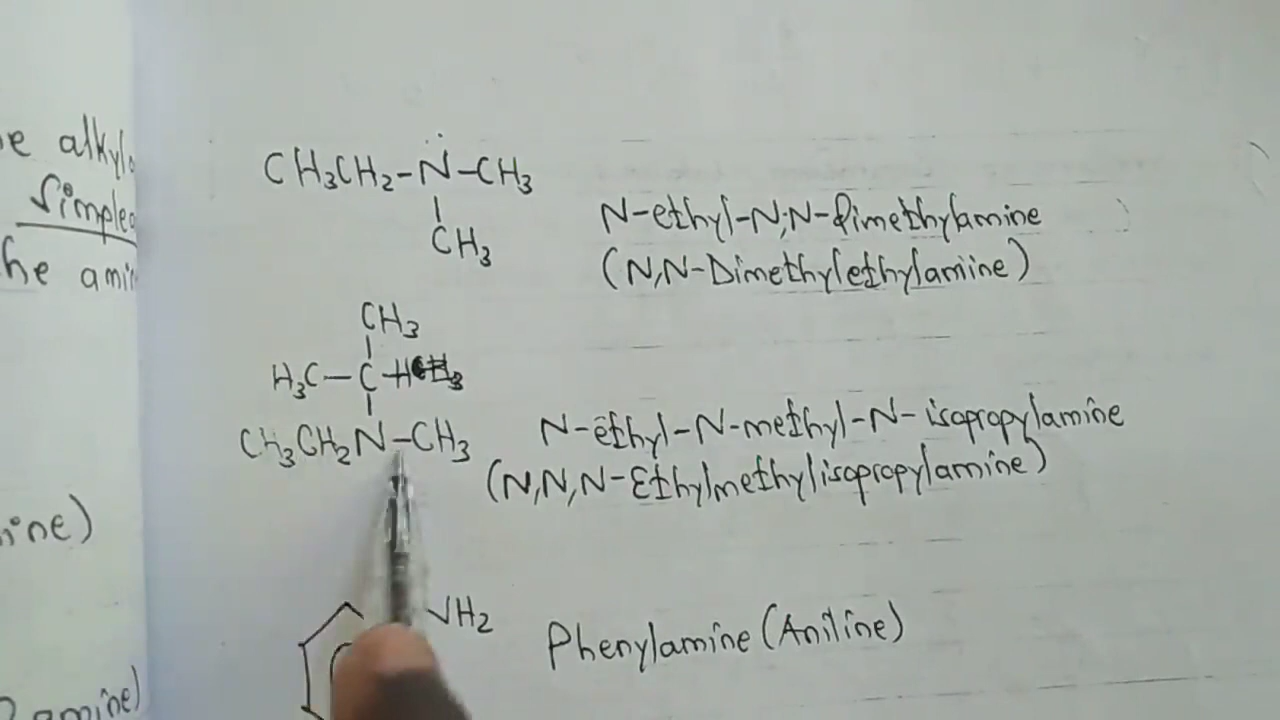 e alkyl
Simple
he amin
ine)
amine)
CH₃CH₂-N-CH₃
CH₃
N-ethyl-N,N-Dimethylamine
(N,N-Dimethylethylamine)
CH₃
H₃C-C-H
CH₃CH₂N-CH₃
N-ethyl-N-methyl-N-isopropylamine
(N,N,N-Ethylmethylisopropylamine)
NH₂
Phenylamine (Aniline)